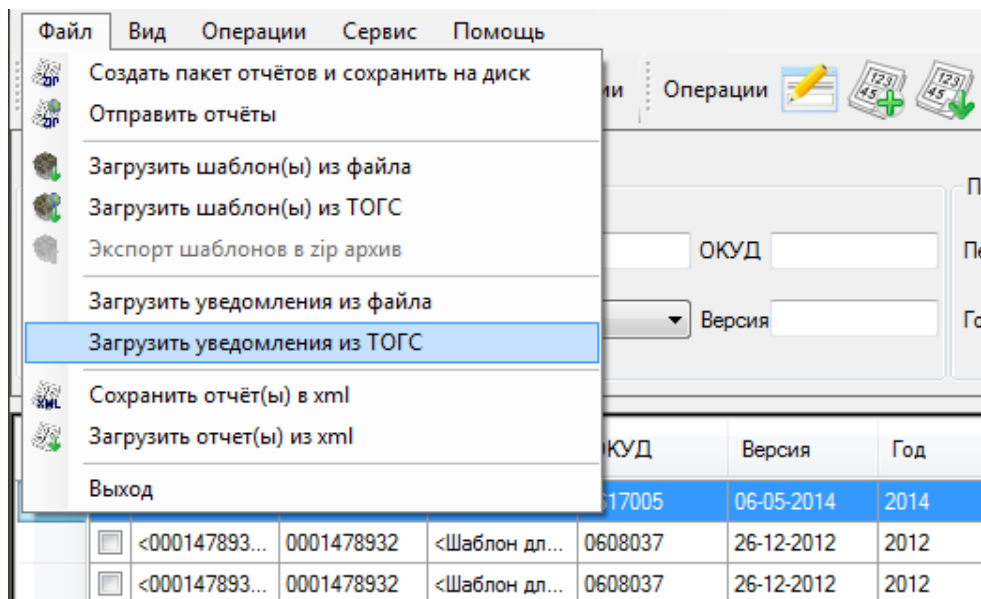 Файл Вид Операции Сервис Помощь
Создать пакет отчётов и сохранить на диск
ии Операции
Отправить отчёты
Загрузить шаблон(ы) из файла
Загрузить шаблон(ы) из ТОГС
Экспорт шаблонов в zip архив
ОКУД
Загрузить уведомления из файла
Версия
Загрузить уведомления из ТОГС
Сохранить отчёт(ы) в xml
Загрузить отчет(ы) из xml
КУД Версия Год
Выход
17005 06-05-2014 2014
<000147893... 0001478932 <Шаблон дл... 0608037 26-12-2012 2012
<000147893... 0001478932 <Шаблон дл... 0608037 26-12-2012 2012